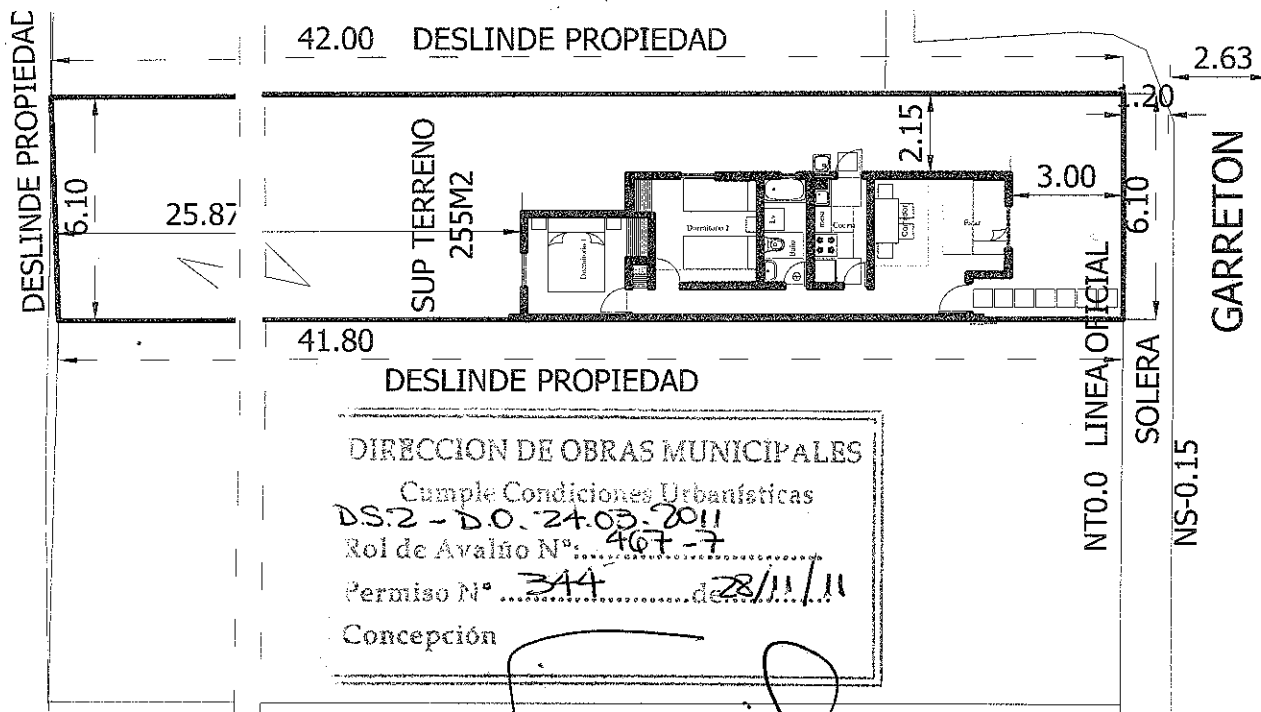 DESLINDE PROPIEDAD
42.00 DESLINDE PROPIEDAD
2.63
1.20
6.10
25.87
SUP TERRENO
255M2
2.15
3.00
6.10
GARRETON
Dormitorio 1
Dormitorio 2
Baño
Cocina
Comedor
Estar
41.80
DESLINDE PROPIEDAD
NT0.0 LINEA OFICIAL
SOLERA
NS-0.15
DIRECCION DE OBRAS MUNICIPALES
Cumple Condiciones Urbanísticas
D.S.2 - D.O. 24.03.2011
Rol de Avalúo N°: 467-7
Permiso N° 344 de 28/11/11
Concepción